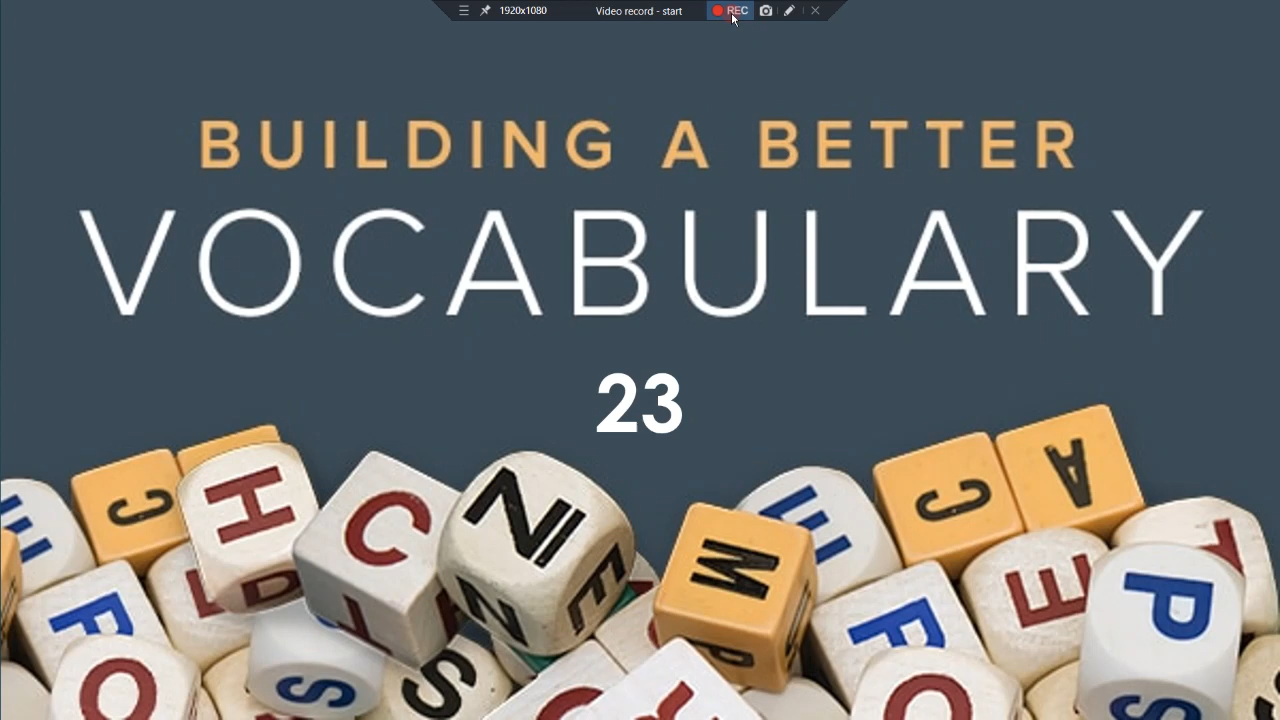 1920x1080 Video record - start REC
BUILDING A BETTER
VOCABULARY
23
C
H
C
N
A
C
M
E
T
P
E
N
P
S
S